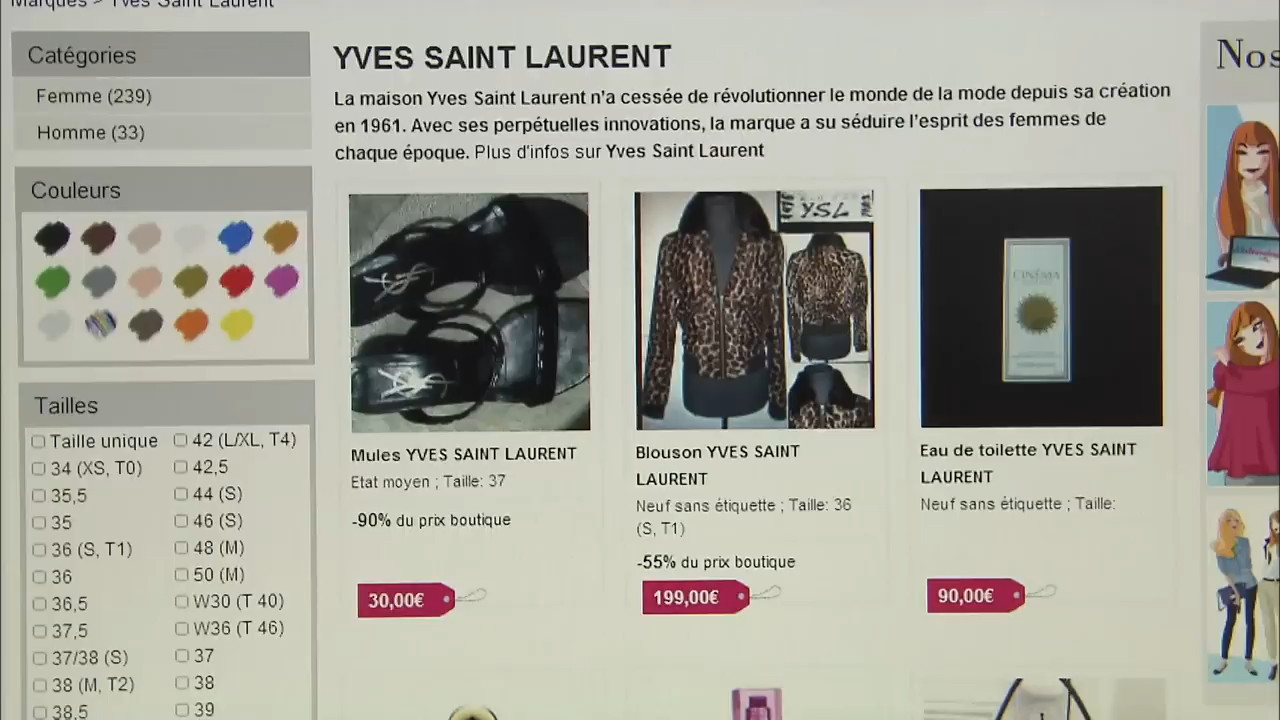 Marques > Yves Saint Laurent
Catégories
Femme (239)
Homme (33)
Couleurs
Tailles
Taille unique
34 (XS, T0)
35,5
35
36 (S, T1)
36
36,5
37,5
37/38 (S)
38 (M, T2)
38,5
42 (L/XL, T4)
42,5
44 (S)
46 (S)
48 (M)
50 (M)
W30 (T 40)
W36 (T 46)
37
38
39
YVES SAINT LAURENT
La maison Yves Saint Laurent n'a cessée de révolutionner le monde de la mode depuis sa création
en 1961. Avec ses perpétuelles innovations, la marque a su séduire l'esprit des femmes de
chaque époque. Plus d'infos sur Yves Saint Laurent
Mules YVES SAINT LAURENT
Etat moyen ; Taille: 37
-90% du prix boutique
30,00€
YSL
Blouson YVES SAINT
LAURENT
Neuf sans étiquette ; Taille: 36
(S, T1)
-55% du prix boutique
199,00€
CINÉMA
Eau de toilette YVES SAINT
LAURENT
Neuf sans étiquette ; Taille:
90,00€
Nos